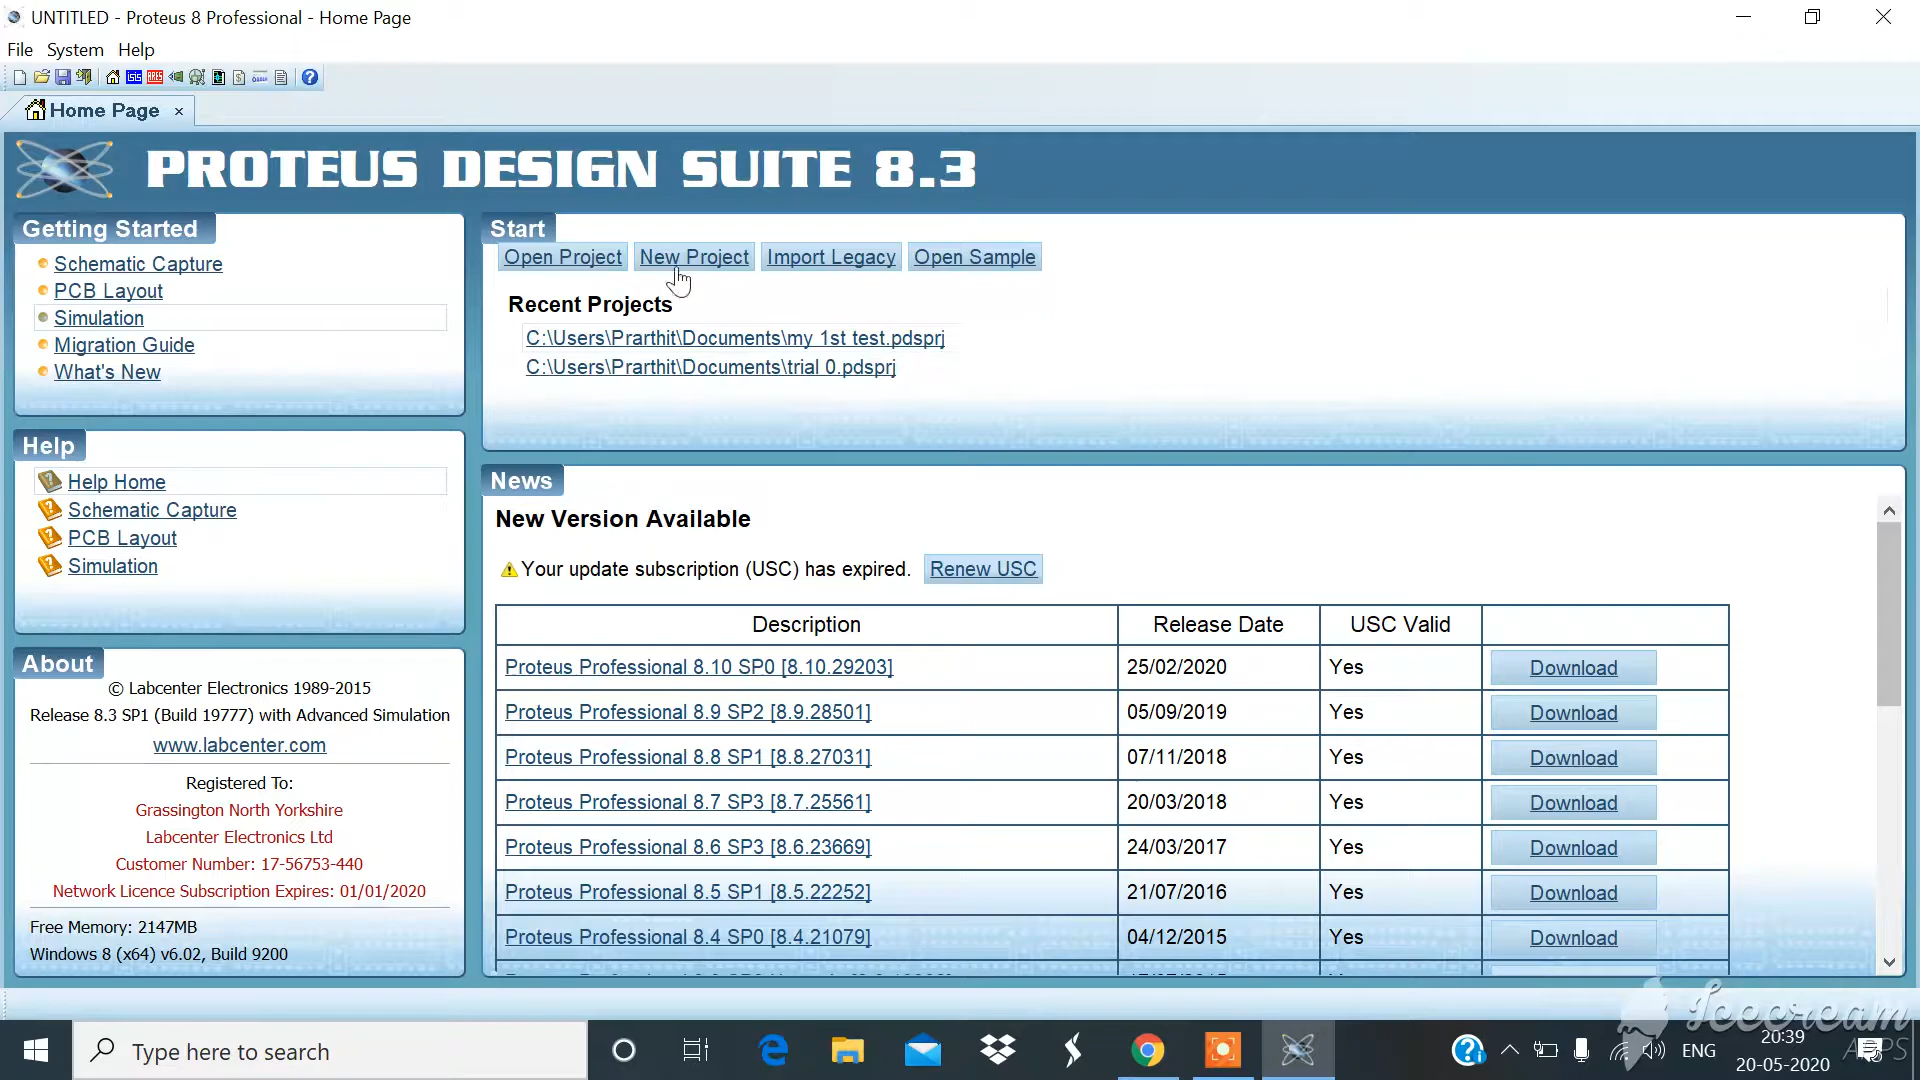 UNTITLED - Proteus 8 Professional - Home Page
File System Help
Home Page
PROTEUS DESIGN SUITE 8.3
Getting Started
Schematic Capture
PCB Layout
Simulation
Migration Guide
What's New
Start
Open Project New Project Import Legacy Open Sample
Recent Projects
C:\Users\Prarthit\Documents\my 1st test.pdsprj
C:\Users\Prarthit\Documents\trial 0.pdsprj
Help
Help Home
Schematic Capture
PCB Layout
Simulation
News
New Version Available
Your update subscription (USC) has expired. Renew USC
Description Release Date USC Valid
Proteus Professional 8.10 SP0 [8.10.29203] 25/02/2020 Yes Download
Proteus Professional 8.9 SP2 [8.9.28501] 05/09/2019 Yes Download
Proteus Professional 8.8 SP1 [8.8.27031] 07/11/2018 Yes Download
Proteus Professional 8.7 SP3 [8.7.25561] 20/03/2018 Yes Download
Proteus Professional 8.6 SP3 [8.6.23669] 24/03/2017 Yes Download
Proteus Professional 8.5 SP1 [8.5.22252] 21/07/2016 Yes Download
Proteus Professional 8.4 SP0 [8.4.21079] 04/12/2015 Yes Download
About
© Labcenter Electronics 1989-2015
Release 8.3 SP1 (Build 19777) with Advanced Simulation
www.labcenter.com
Registered To:
Grassington North Yorkshire
Labcenter Electronics Ltd
Customer Number: 17-56753-440
Network Licence Subscription Expires: 01/01/2020
Free Memory: 2147MB
Windows 8 (x64) v6.02, Build 9200
Icecream
APPS
Type here to search
ENG
20:39
20-05-2020